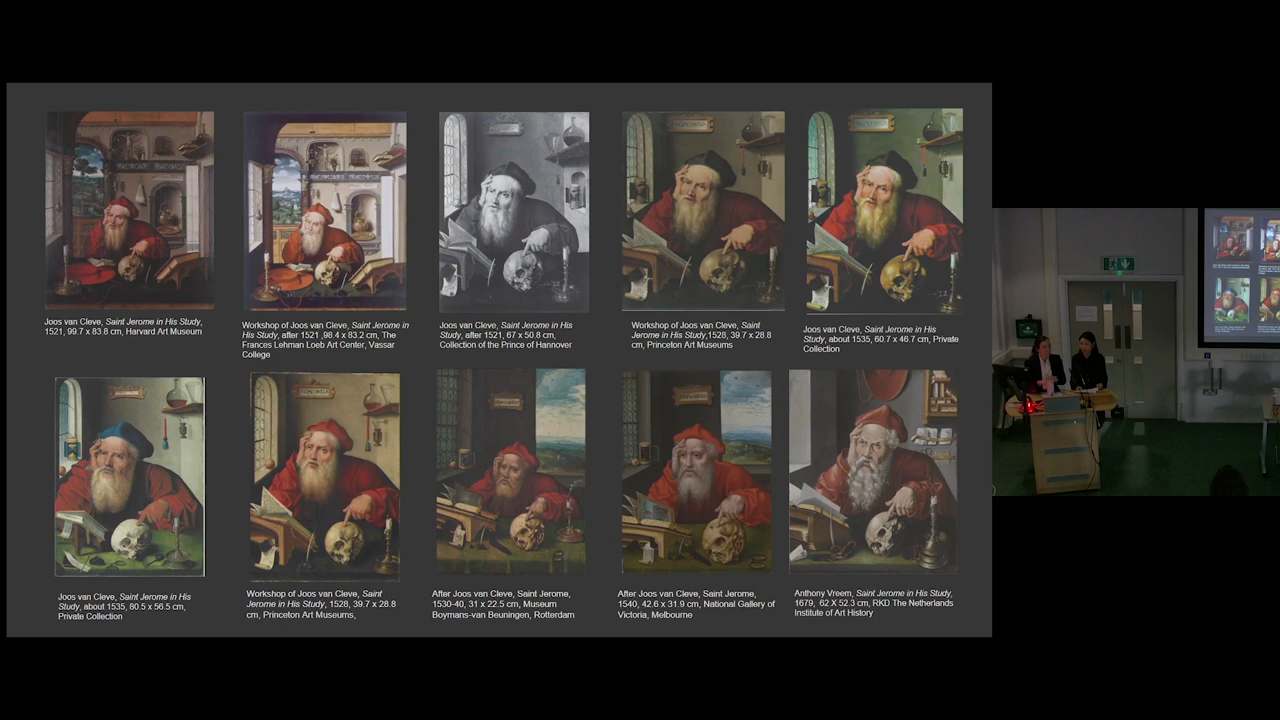 Joos van Cleve, Saint Jerome in His Study,
1521, 99.7 x 83.8 cm, Harvard Art Museum
Workshop of Joos van Cleve, Saint Jerome in
His Study, after 1521 ,98.4 x 83.2 cm, The
Frances Lehman Loeb Art Center, Vassar
College
Joos van Cleve, Saint Jerome in His
Study, after 1521, 67 x 50.8 cm,
Collection of the Prince of Hannover
Workshop of Joos van Cleve, Saint
Jerome in His Study,1528, 39.7 x 28.8
cm, Princeton Art Museums
Joos van Cleve, Saint Jerome in His
Study, about 1535, 60.7 x 46.7 cm, Private
Collection
Joos van Cleve, Saint Jerome in His
Study, about 1535, 80.5 x 56.5 cm,
Private Collection
Workshop of Joos van Cleve, Saint
Jerome in His Study, 1528, 39.7 x 28.8
cm, Princeton Art Museums,
After Joos van Cleve, Saint Jerome,
1530-40, 31 x 22.5 cm, Museum
Boymans-van Beuningen, Rotterdam
After Joos van Cleve, Saint Jerome,
1540, 42.6 x 31.9 cm, National Gallery of
Victoria, Melbourne
Anthony Vreem, Saint Jerome in His Study,
1679, 62 X 52.3 cm, RKD The Netherlands
Institute of Art History